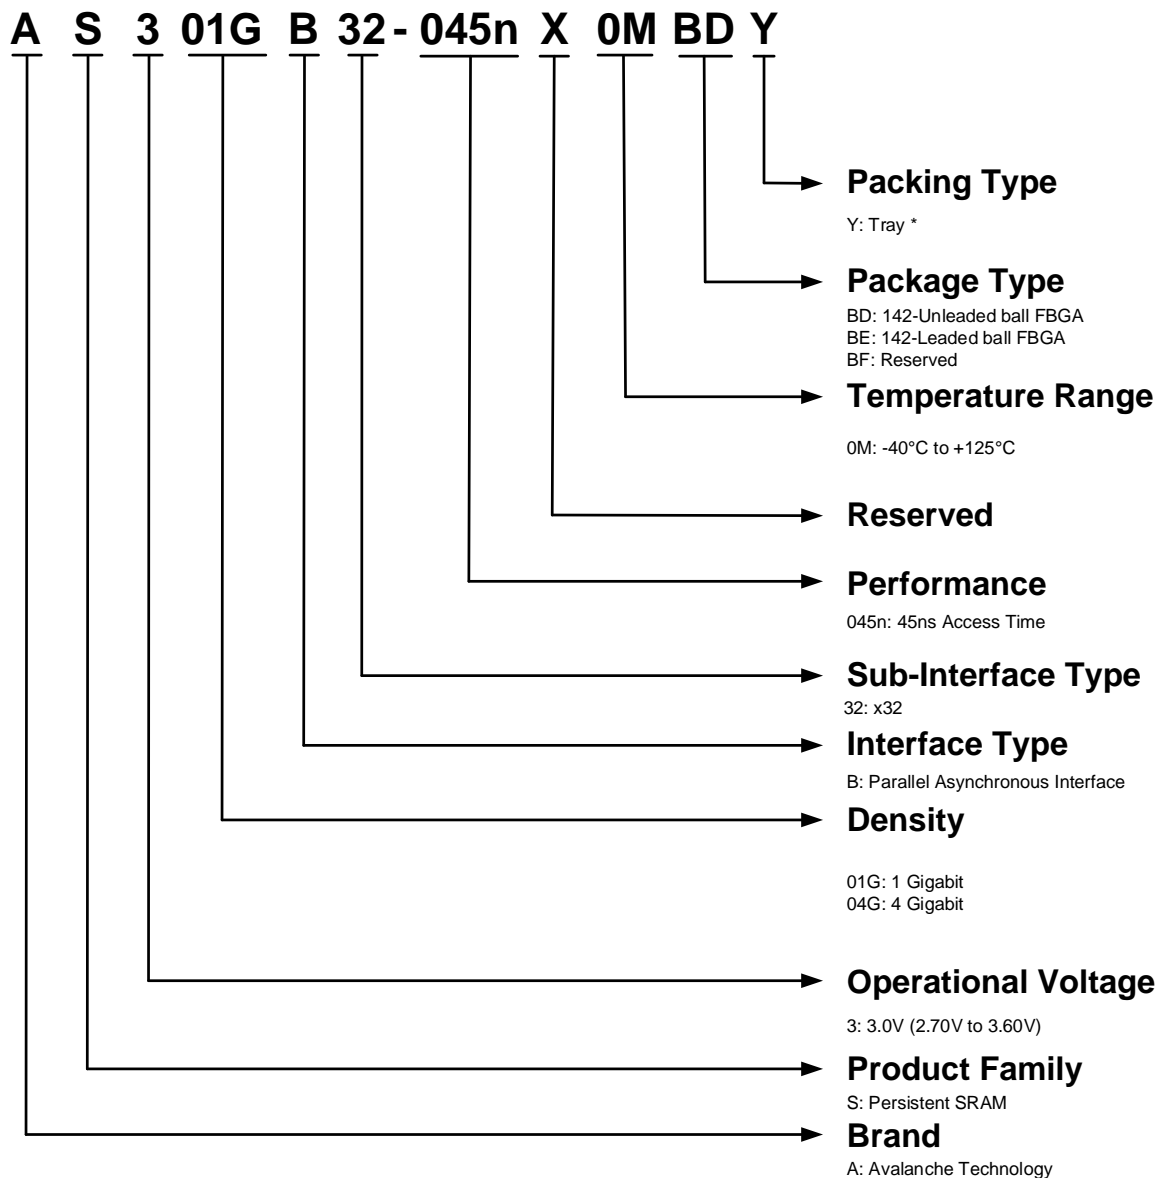 A S 3 01G B 32 - 045n X 0M BD Y
Packing Type
Y: Tray *
Package Type
BD: 142-Unleaded ball FBGA
BE: 142-Leaded ball FBGA
BF: Reserved
Temperature Range
0M: -40°C to +125°C
Reserved
Performance
045n: 45ns Access Time
Sub-Interface Type
32: x32
Interface Type
B: Parallel Asynchronous Interface
Density
01G: 1 Gigabit
04G: 4 Gigabit
Operational Voltage
3: 3.0V (2.70V to 3.60V)
Product Family
S: Persistent SRAM
Brand
A: Avalanche Technology